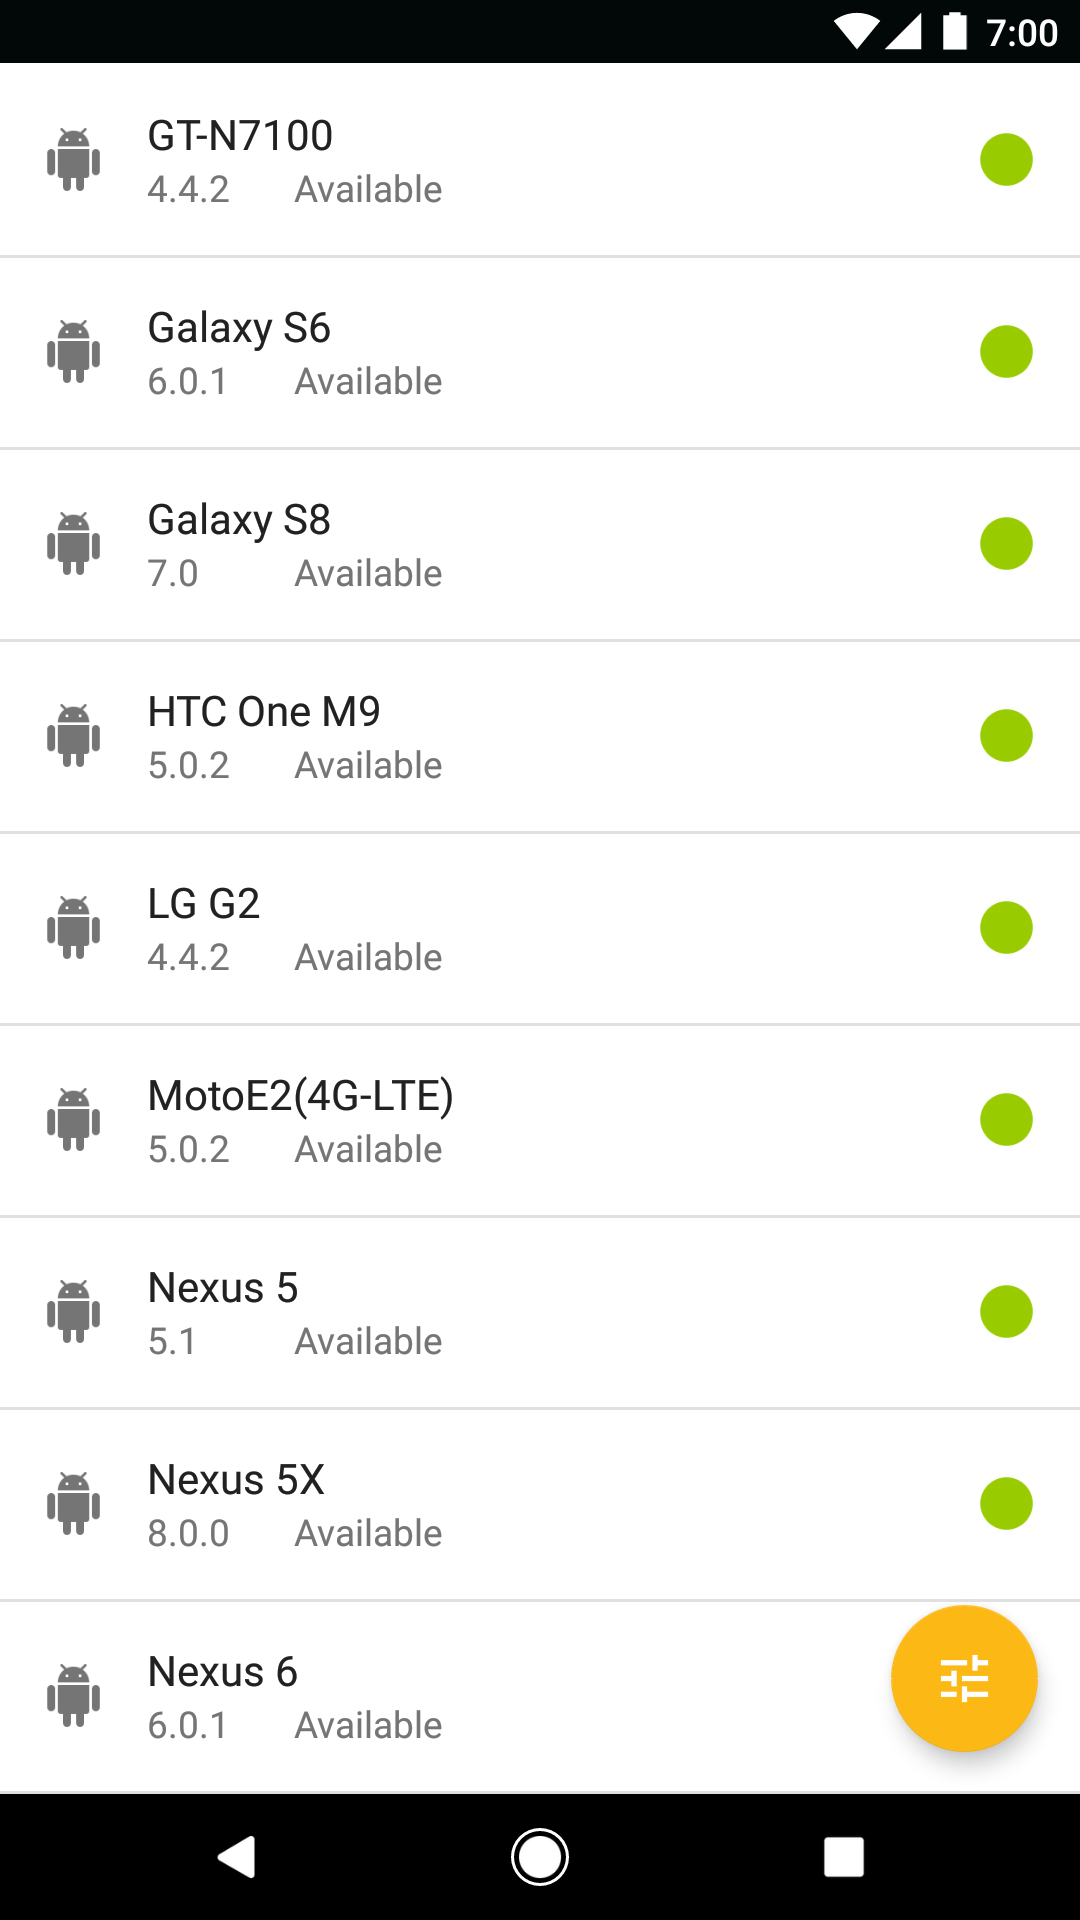 7:00
GT-N7100
4.4.2 Available
Galaxy S6
6.0.1 Available
Galaxy S8
7.0 Available
HTC One M9
5.0.2 Available
LG G2
4.4.2 Available
MotoE2(4G-LTE)
5.0.2 Available
Nexus 5
5.1 Available
Nexus 5X
8.0.0 Available
Nexus 6
6.0.1 Available